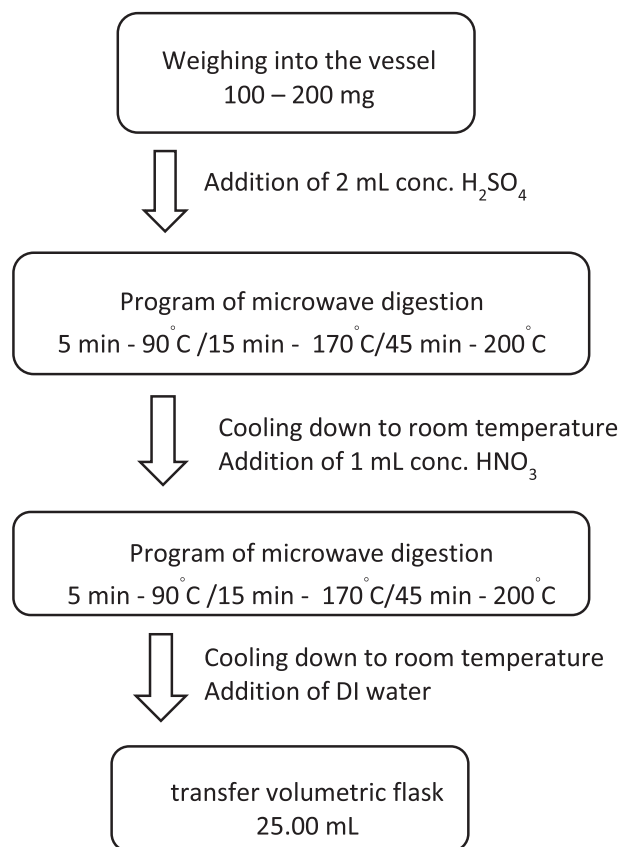 Weighing into the vessel
100 – 200 mg
Addition of 2 mL conc. H₂SO₄
Program of microwave digestion
5 min - 90°C /15 min - 170°C/45 min - 200°C
Cooling down to room temperature
Addition of 1 mL conc. HNO₃
Program of microwave digestion
5 min - 90°C /15 min - 170°C/45 min - 200°C
Cooling down to room temperature
Addition of DI water
transfer volumetric flask
25.00 mL